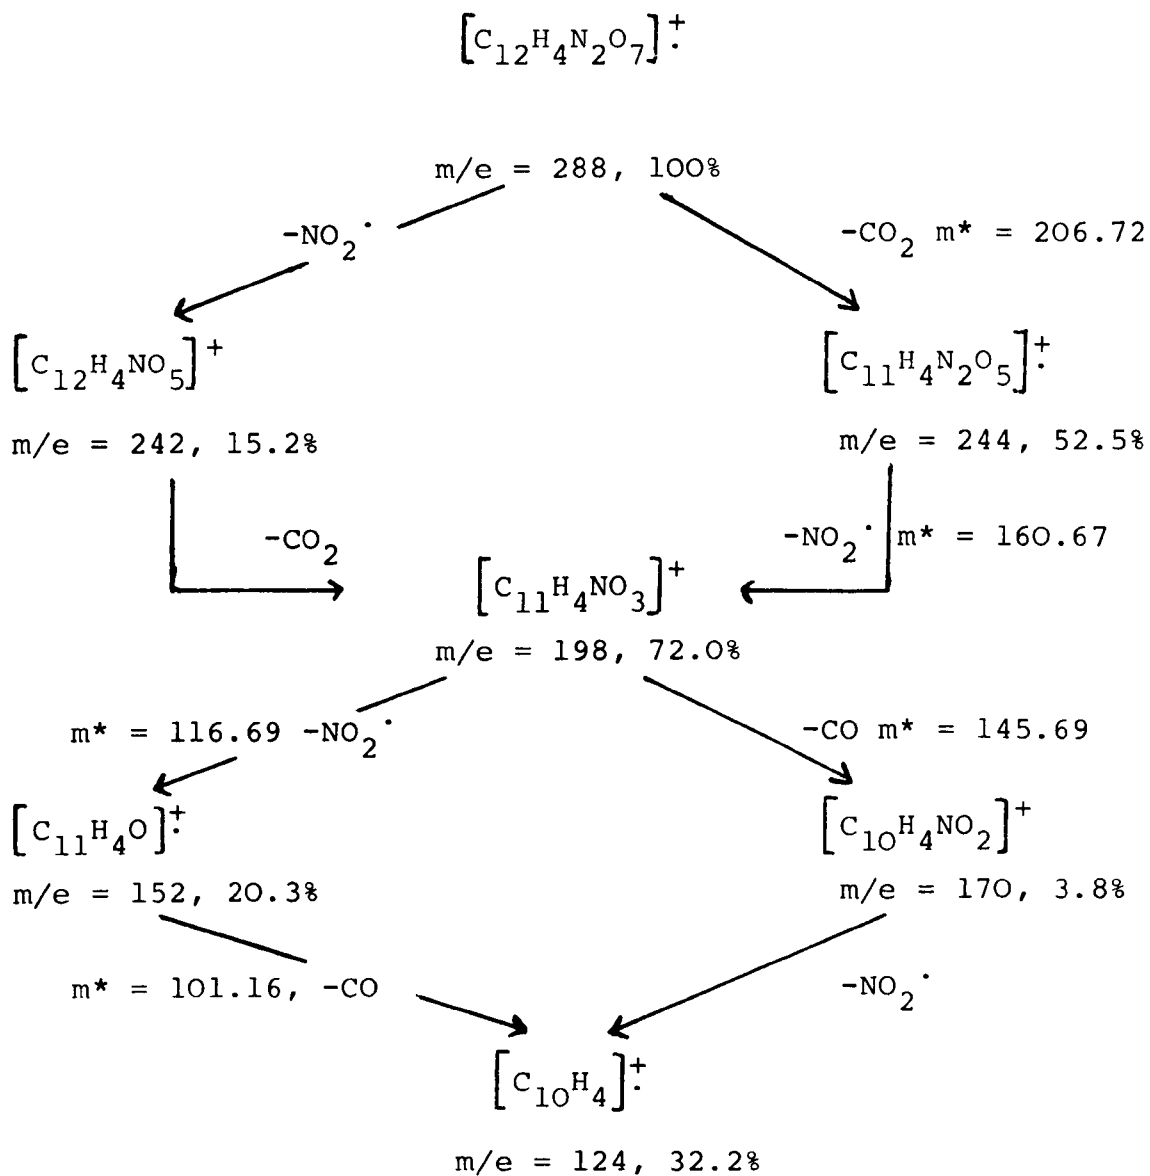 [C₁₂H₄N₂O₇]⁺·
m/e = 288, 100%
-NO₂·
-CO₂ m* = 206.72
[C₁₂H₄NO₅]⁺
[C₁₁H₄N₂O₅]⁺·
m/e = 242, 15.2%
m/e = 244, 52.5%
-CO₂
-NO₂· m* = 160.67
[C₁₁H₄NO₃]⁺
m/e = 198, 72.0%
m* = 116.69 -NO₂·
-CO m* = 145.69
[C₁₁H₄O]⁺·
[C₁₀H₄NO₂]⁺
m/e = 152, 20.3%
m/e = 170, 3.8%
m* = 101.16, -CO
-NO₂·
[C₁₀H₄]⁺·
m/e = 124, 32.2%